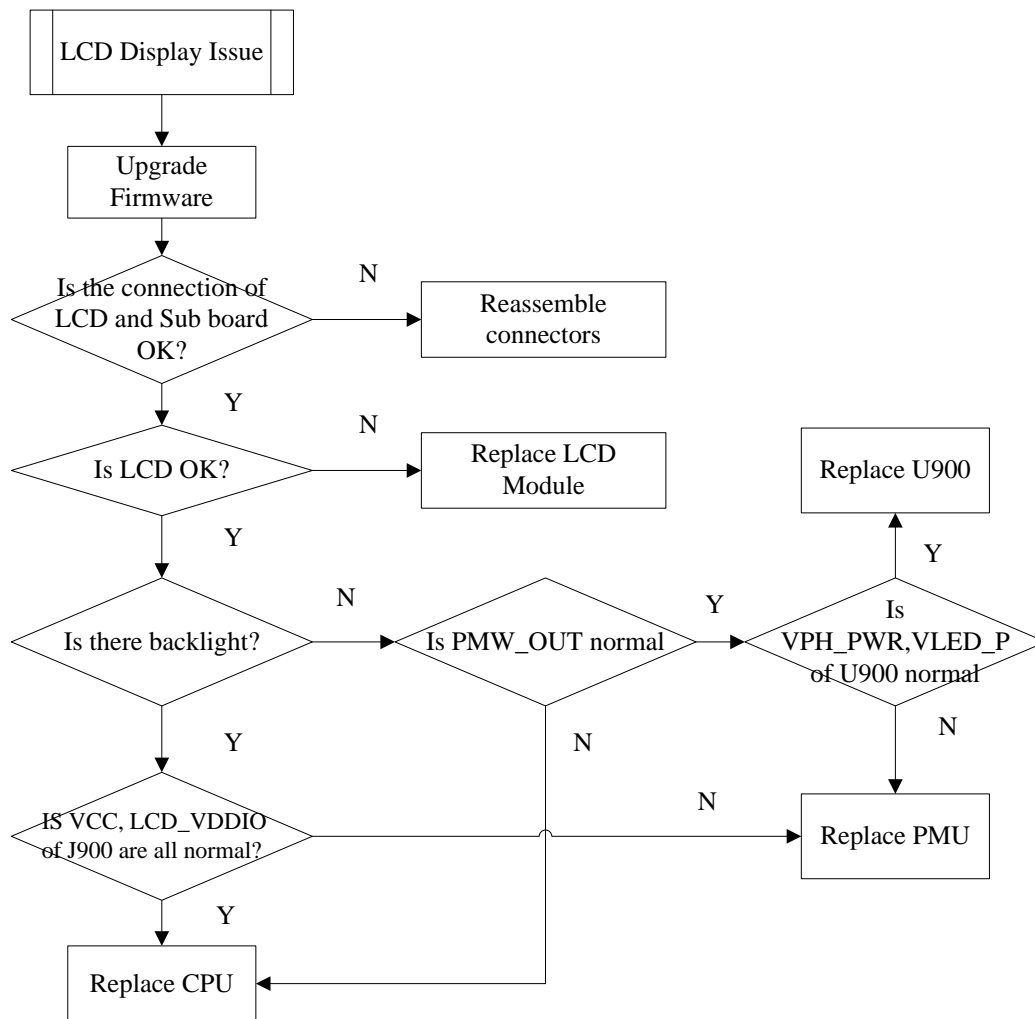 LCD Display Issue
Upgrade
Firmware
Is the connection of
LCD and Sub board
OK?
N
Reassemble
connectors
Y
Is LCD OK?
N
Replace LCD
Module
Y
Replace U900
Y
Is there backlight?
N
Is PMW_OUT normal
Y
Is
VPH_PWR,VLED_P
of U900 normal
Y
N
N
IS VCC, LCD_VDDIO
of J900 are all normal?
N
Replace PMU
Y
Replace CPU